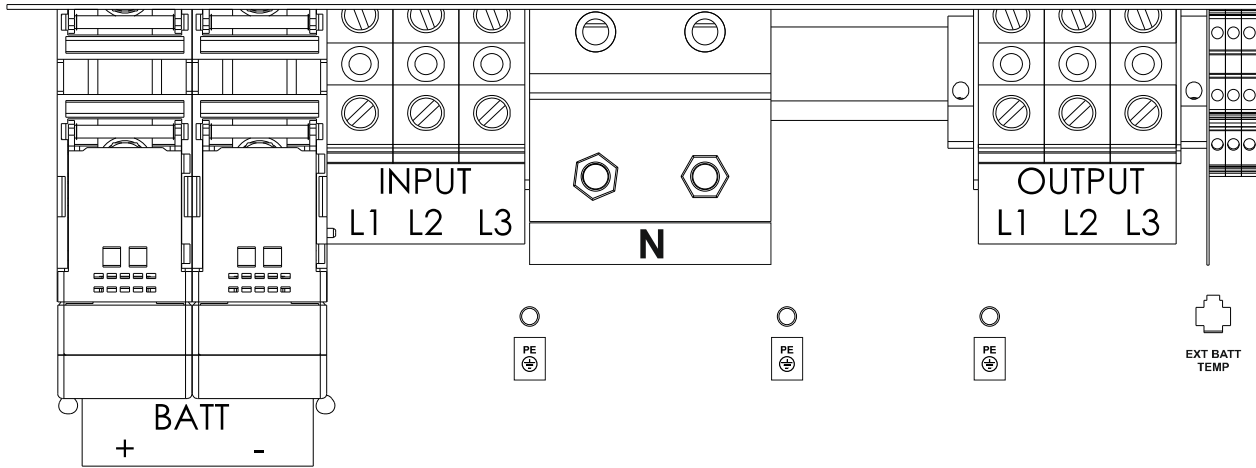 INPUT
L1 L2 L3
N
OUTPUT
L1 L2 L3
PE
PE
PE
EXT BATT
TEMP
BATT
+ -